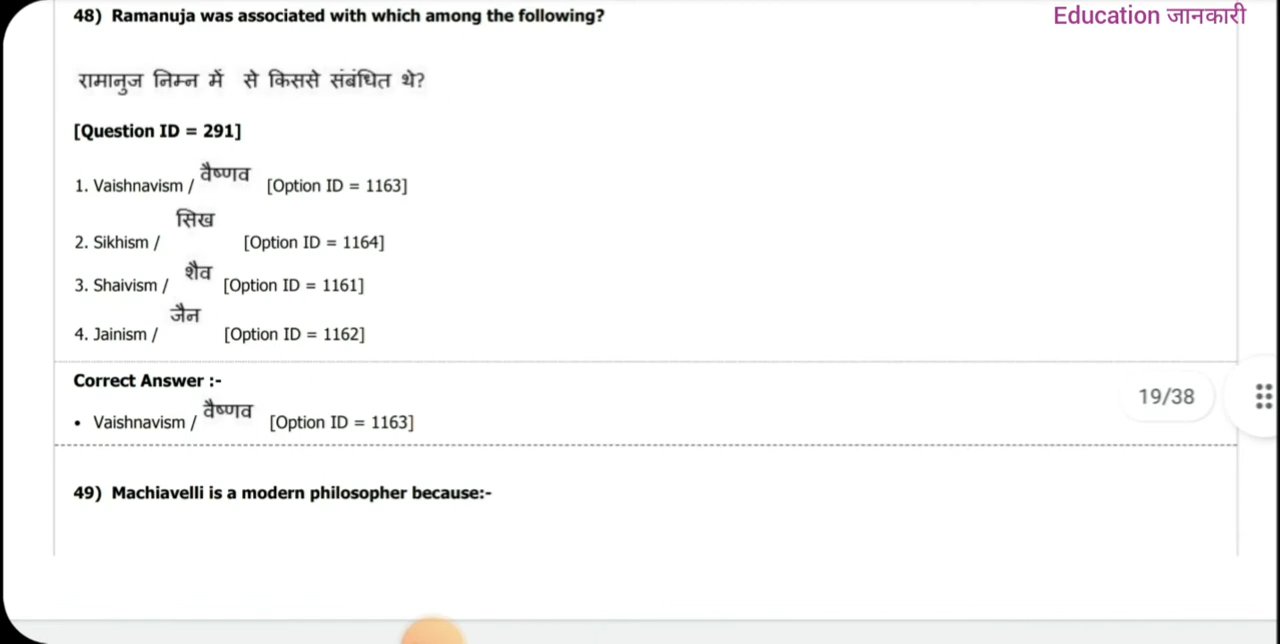 48) Ramanuja was associated with which among the following?
Education जानकारी
रामानुज निम्न में से किससे संबंधित थे?
[Question ID = 291]
1. Vaishnavism / वैष्णव [Option ID = 1163]
2. Sikhism / सिख [Option ID = 1164]
3. Shaivism / शैव [Option ID = 1161]
4. Jainism / जैन [Option ID = 1162]
Correct Answer :-
19/38
• Vaishnavism / वैष्णव [Option ID = 1163]
49) Machiavelli is a modern philosopher because:-